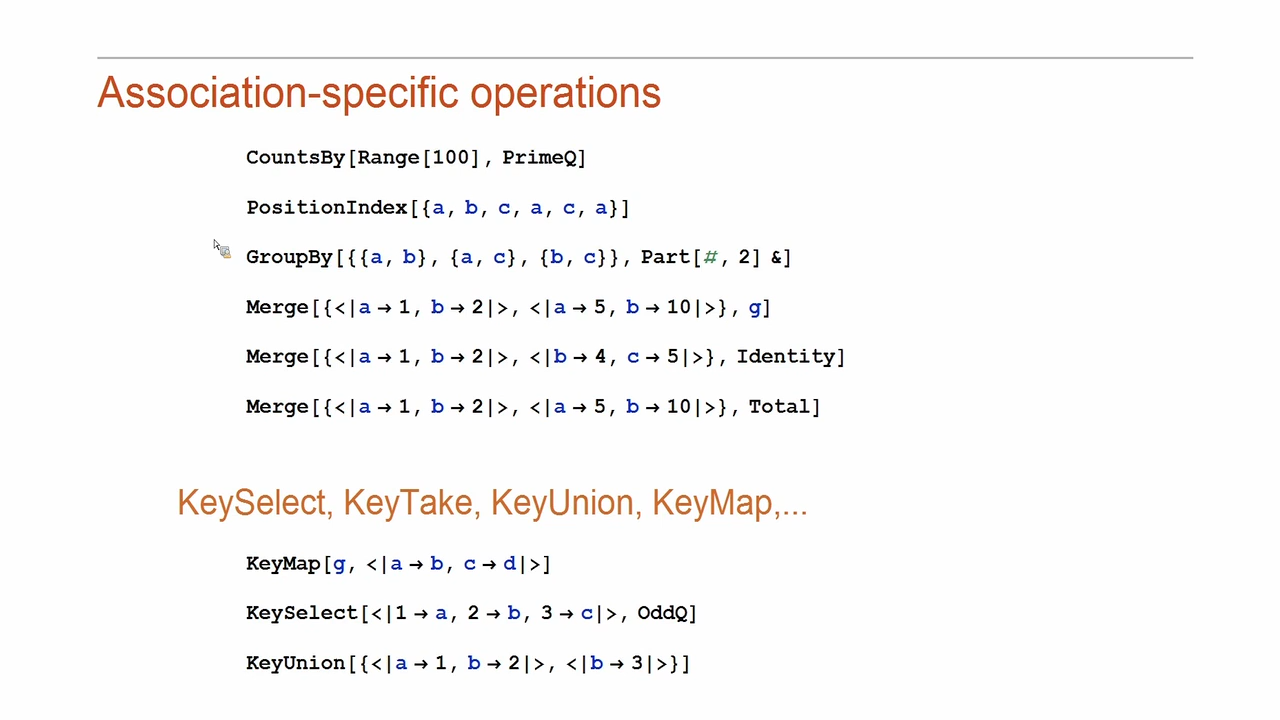 Association-specific operations
CountsBy[Range[100], PrimeQ]
PositionIndex[{a, b, c, a, c, a}]
GroupBy[{{a, b}, {a, c}, {b, c}}, Part[#, 2] &]
Merge[{<|a → 1, b → 2|>, <|a → 5, b → 10|>}, g]
Merge[{<|a → 1, b → 2|>, <|b → 4, c → 5|>}, Identity]
Merge[{<|a → 1, b → 2|>, <|a → 5, b → 10|>}, Total]
KeySelect, KeyTake, KeyUnion, KeyMap,...
KeyMap[g, <|a → b, c → d|>]
KeySelect[<|1 → a, 2 → b, 3 → c|>, OddQ]
KeyUnion[{<|a → 1, b → 2|>, <|b → 3|>}]